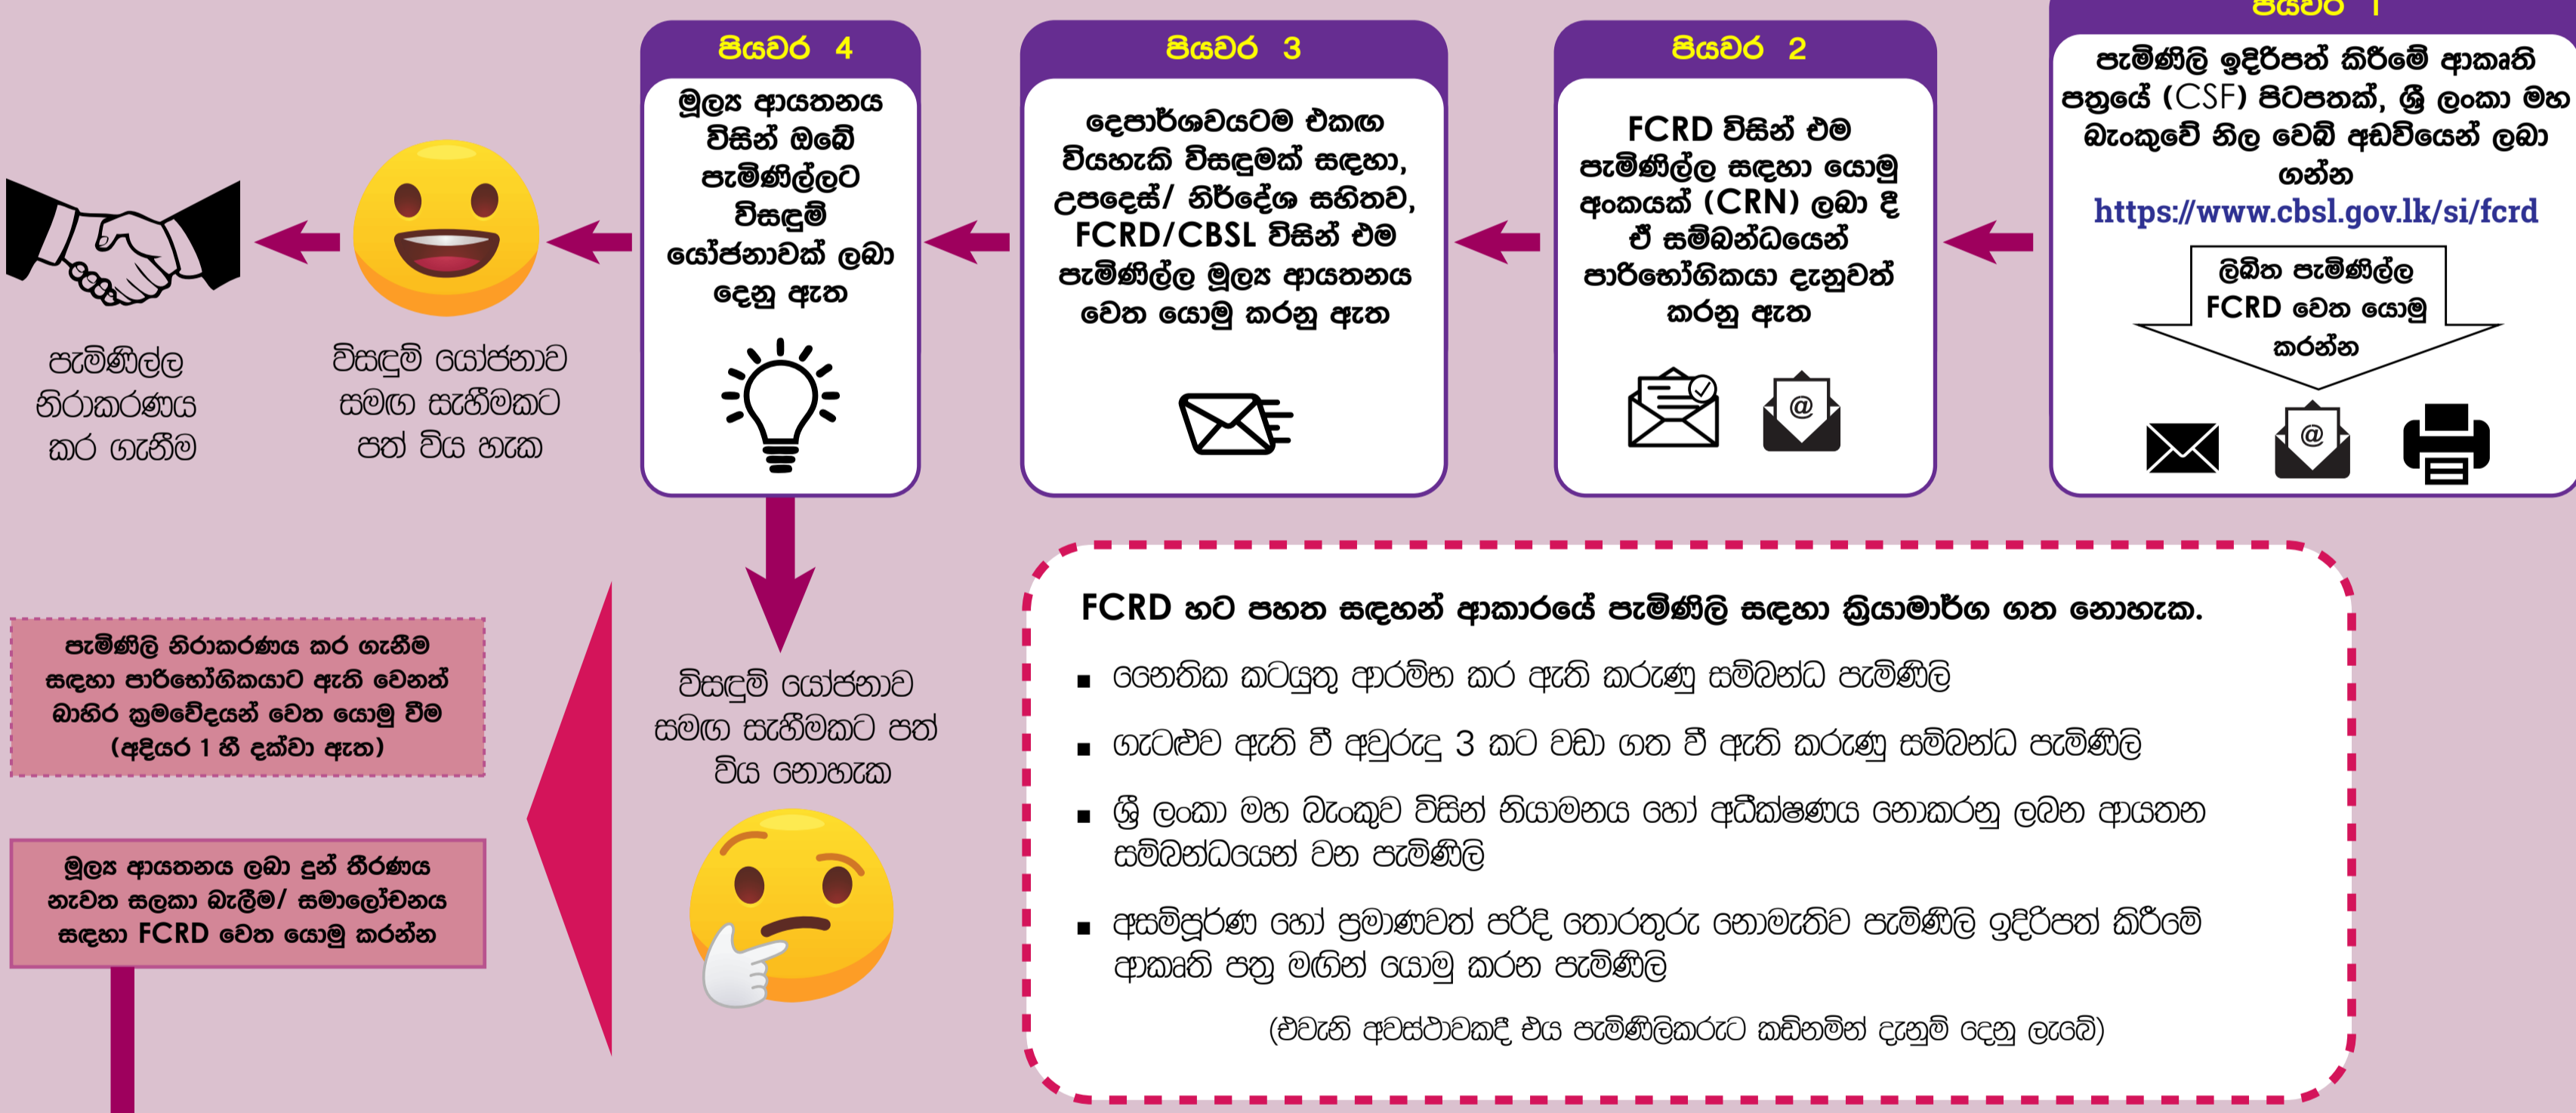 පියවර 1
පැමිණිලි ඉදිරිපත් කිරීමේ ආකෘති
පත්‍රයේ (CSF) පිටපතක්, ශ්‍රී ලංකා මහ
බැංකුවේ නිල වෙබ් අඩවියෙන් ලබා
ගන්න
https://www.cbsl.gov.lk/si/fcrd
ලිඛිත පැමිණිල්ල
FCRD වෙත යොමු
කරන්න
@
පියවර 2
FCRD විසින් එම
පැමිණිල්ල සඳහා යොමු
අංකයක් (CRN) ලබා දී
ඒ සම්බන්ධයෙන්
පාරිභෝගිකයා දැනුවත්
කරනු ඇත
@
පියවර 3
දෙපාර්ශවයටම එකඟ
වියහැකි විසඳුමක් සඳහා,
උපදෙස්/ නිර්දේශ සහිතව,
FCRD/CBSL විසින් එම
පැමිණිල්ල මූල්‍ය ආයතනය
වෙත යොමු කරනු ඇත
පියවර 4
මූල්‍ය ආයතනය
විසින් ඔබේ
පැමිණිල්ලට
විසඳුම්
යෝජනාවක් ලබා
දෙනු ඇත
විසඳුම් යෝජනාව
සමඟ සැහීමකට
පත් විය හැක
පැමිණිල්ල
නිරාකරණය
කර ගැනීම
විසඳුම් යෝජනාව
සමඟ සැහීමකට පත්
විය නොහැක
පැමිණිලි නිරාකරණය කර ගැනීම
සඳහා පාරිභෝගිකයාට ඇති වෙනත්
බාහිර ක්‍රමවේදයන් වෙත යොමු වීම
(අදියර 1 හී දක්වා ඇත)
මූල්‍ය ආයතනය ලබා දුන් තීරණය
නැවත සලකා බැලීම/ සමාලෝචනය
සඳහා FCRD වෙත යොමු කරන්න
FCRD හට පහත සඳහන් ආකාරයේ පැමිණිලි සඳහා ක්‍රියාමාර්ග ගත නොහැක.
▪ නෛතික කටයුතු ආරම්භ කර ඇති කරුණු සම්බන්ධ පැමිණිලි
▪ ගැටළුව ඇති වී අවුරුදු 3 කට වඩා ගත වී ඇති කරුණු සම්බන්ධ පැමිණිලි
▪ ශ්‍රී ලංකා මහ බැංකුව විසින් නියාමනය හෝ අධීක්ෂණය නොකරනු ලබන ආයතන
සම්බන්ධයෙන් වන පැමිණිලි
▪ අසම්පූර්ණ හෝ ප්‍රමාණවත් පරිදි තොරතුරු නොමැතිව පැමිණිලි ඉදිරිපත් කිරීමේ
ආකෘති පත්‍ර මඟින් යොමු කරන පැමිණිලි
(එවැනි අවස්ථාවකදී එය පැමිණිලිකරුට කඩිනමින් දැනුම් දෙනු ලැබේ)